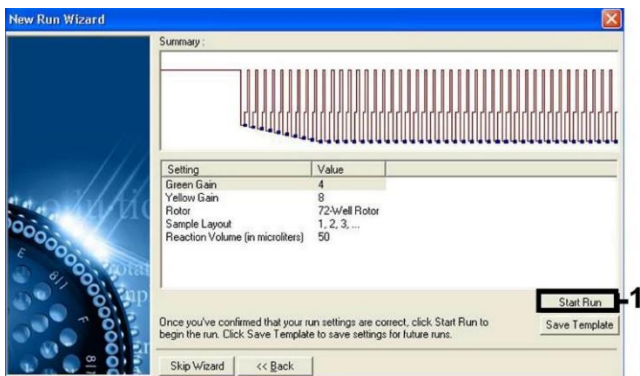 New Run Wizard
Summary :
Setting Value
Green Gain 4
Yellow Gain 8
Rotor 72-Well Rotor
Sample Layout 1, 2, 3, ...
Reaction Volume (in microliters) 50
Start Run 1
Once you've confirmed that your run settings are correct, click Start Run to
begin the run. Click Save Template to save settings for future runs.
Save Template
Skip Wizard << Back